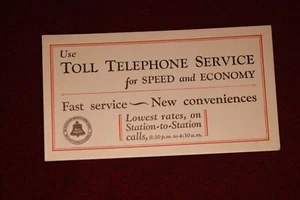 Use
TOLL TELEPHONE SERVICE
for SPEED and ECONOMY
Fast service — New conveniences
Lowest rates, on
Station-to-Station
calls, 8:30 p.m. to 4:30 a.m.